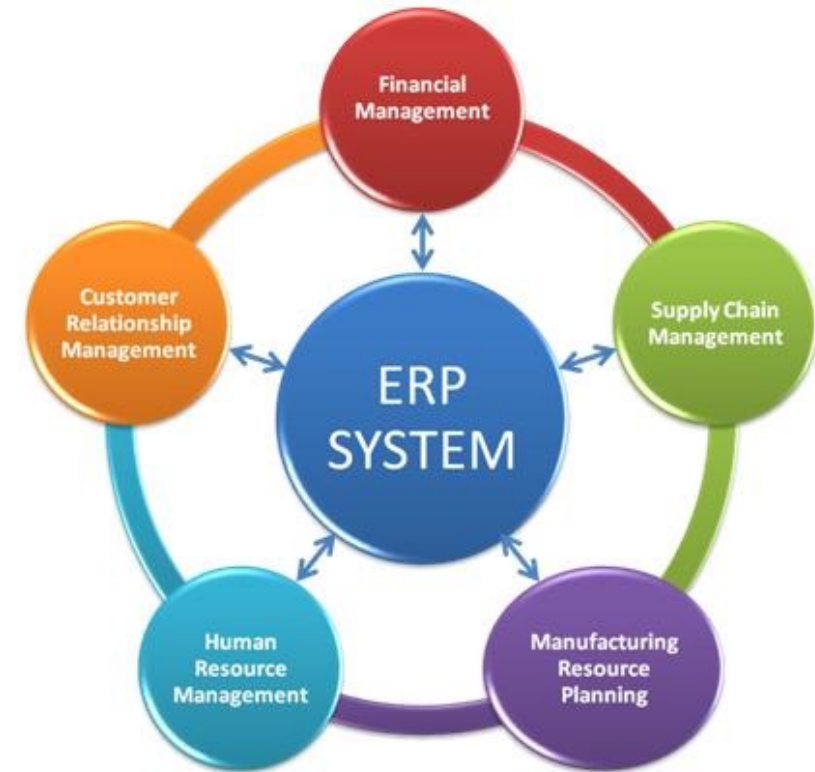 Financial
Management
Customer
Relationship
Management
Supply Chain
Management
ERP
SYSTEM
Human
Resource
Management
Manufacturing
Resource
Planning